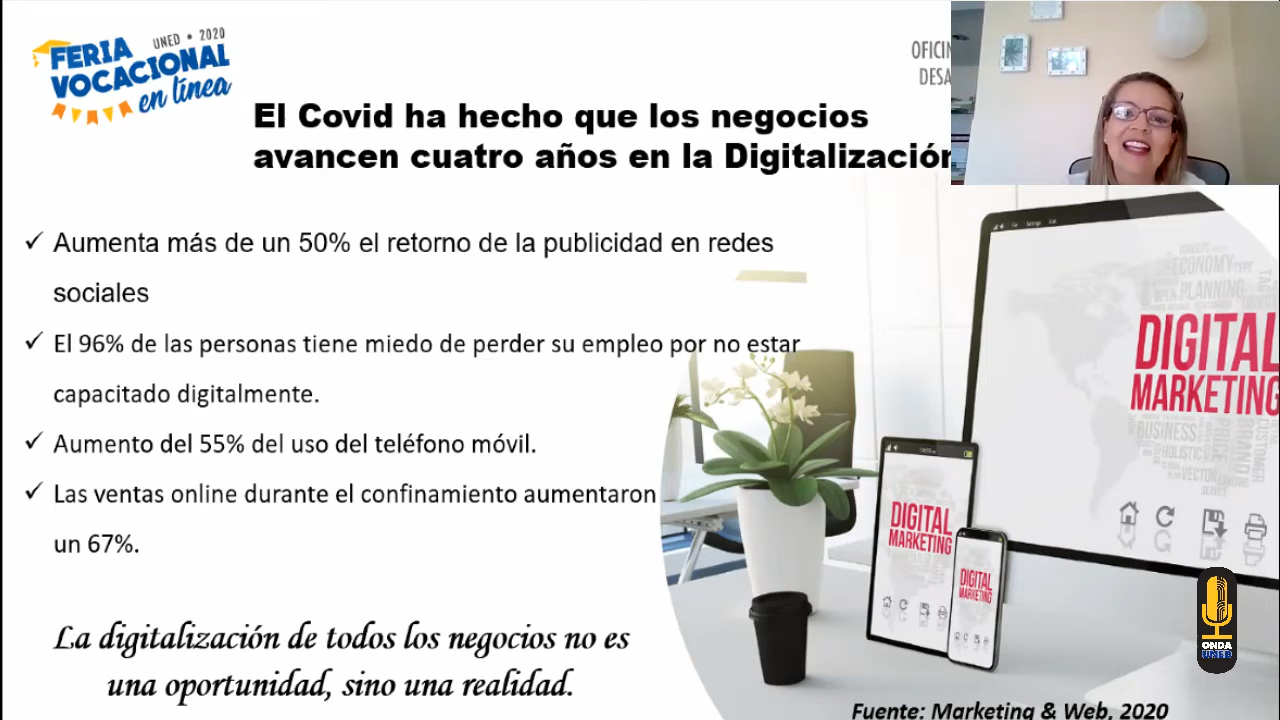 FERIA
UNED • 2020
VOCACIONAL
en línea
OFICIN
DESA
El Covid ha hecho que los negocios
avancen cuatro años en la Digitalización
✓ Aumenta más de un 50% el retorno de la publicidad en redes
sociales
✓ El 96% de las personas tiene miedo de perder su empleo por no estar
capacitado digitalmente.
✓ Aumento del 55% del uso del teléfono móvil.
✓ Las ventas online durante el confinamiento aumentaron
un 67%.
La digitalización de todos los negocios no es
una oportunidad, sino una realidad.
ECONOMY
PLANNING
DIGITAL
MARKETING
BUSINESS
HOLISTIC
VECTOR
BRAND
PRICE
CUSTOMER
DIGITAL
MARKETING
DIGITAL
MARKETING
ONDA
UNED
Fuente: Marketing & Web, 2020